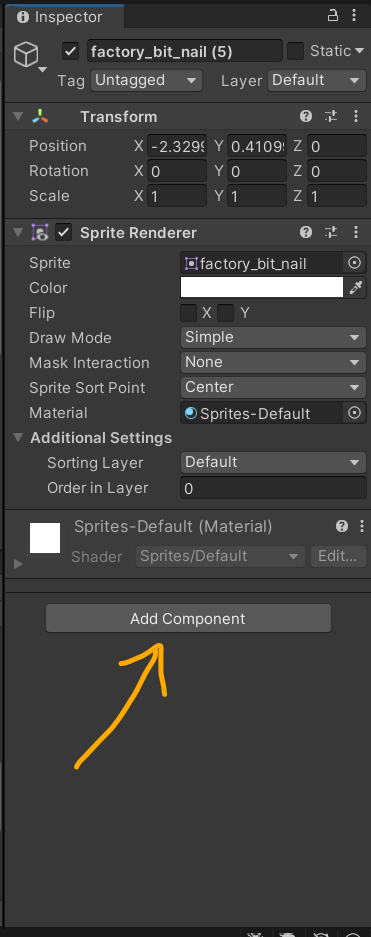 Inspector
factory_bit_nail (5) Static
Tag Untagged Layer Default
Transform
Position X -2.3299 Y 0.41099 Z 0
Rotation X 0 Y 0 Z 0
Scale X 1 Y 1 Z 1
Sprite Renderer
Sprite factory_bit_nail
Color
Flip X Y
Draw Mode Simple
Mask Interaction None
Sprite Sort Point Center
Material Sprites-Default
Additional Settings
Sorting Layer Default
Order in Layer 0
Sprites-Default (Material)
Shader Sprites/Default Edit...
Add Component